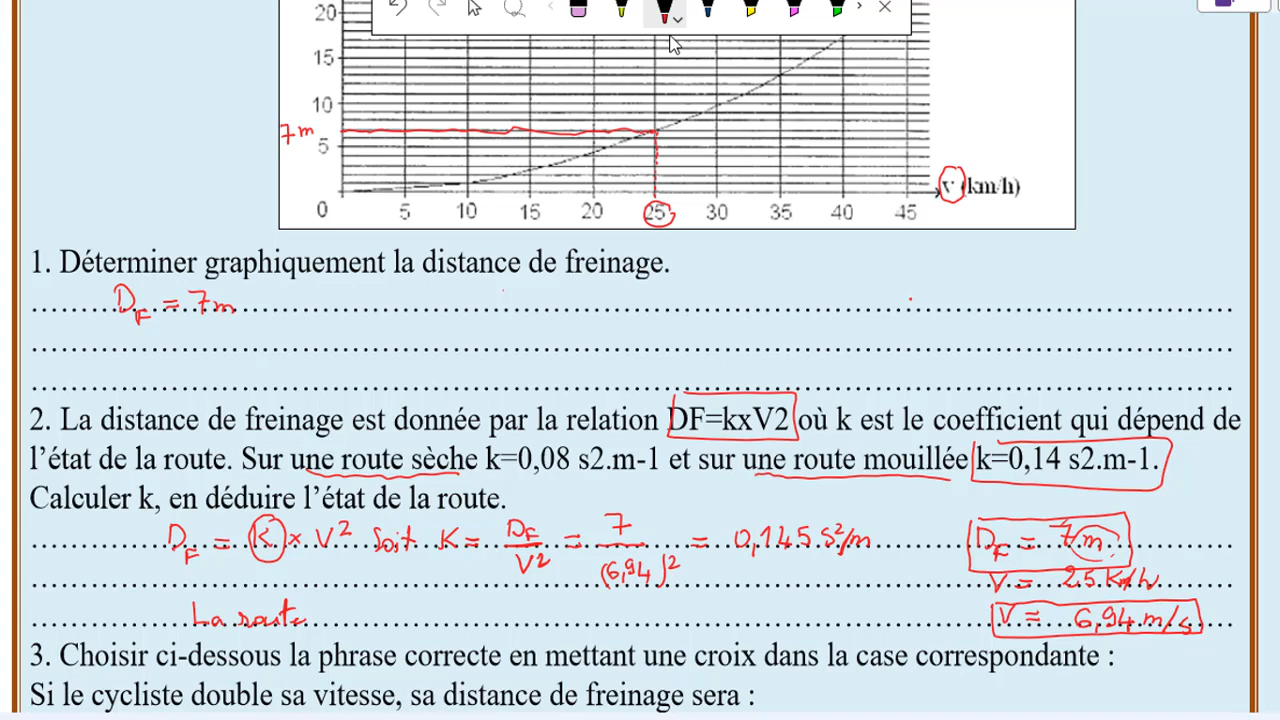 20
15
10
7m
5
v (km/h)
0 5 10 15 20 25 30 35 40 45
1. Déterminer graphiquement la distance de freinage.
DF = 7m
2. La distance de freinage est donnée par la relation DF=kxV2 où k est le coefficient qui dépend de
l’état de la route. Sur une route sèche k=0,08 s2.m-1 et sur une route mouillée k=0,14 s2.m-1.
Calculer k, en déduire l’état de la route.
DF = K × V² Soit K = DF/V² = 7/(6,94)² = 0,145 s²/m
DF = 7m
V = 25 km/h
La route
V = 6,94 m/s
3. Choisir ci-dessous la phrase correcte en mettant une croix dans la case correspondante :
Si le cycliste double sa vitesse, sa distance de freinage sera :